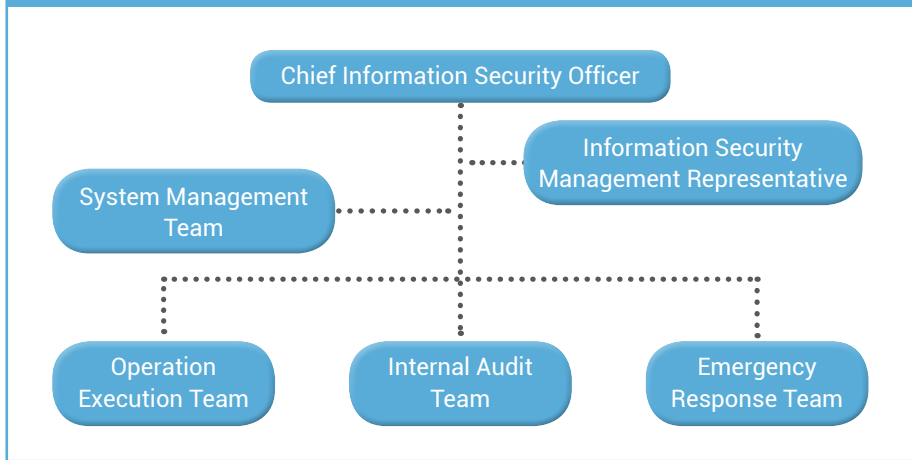 Chief Information Security Officer
Information Security
Management Representative
System Management
Team
Operation
Execution Team
Internal Audit
Team
Emergency
Response Team